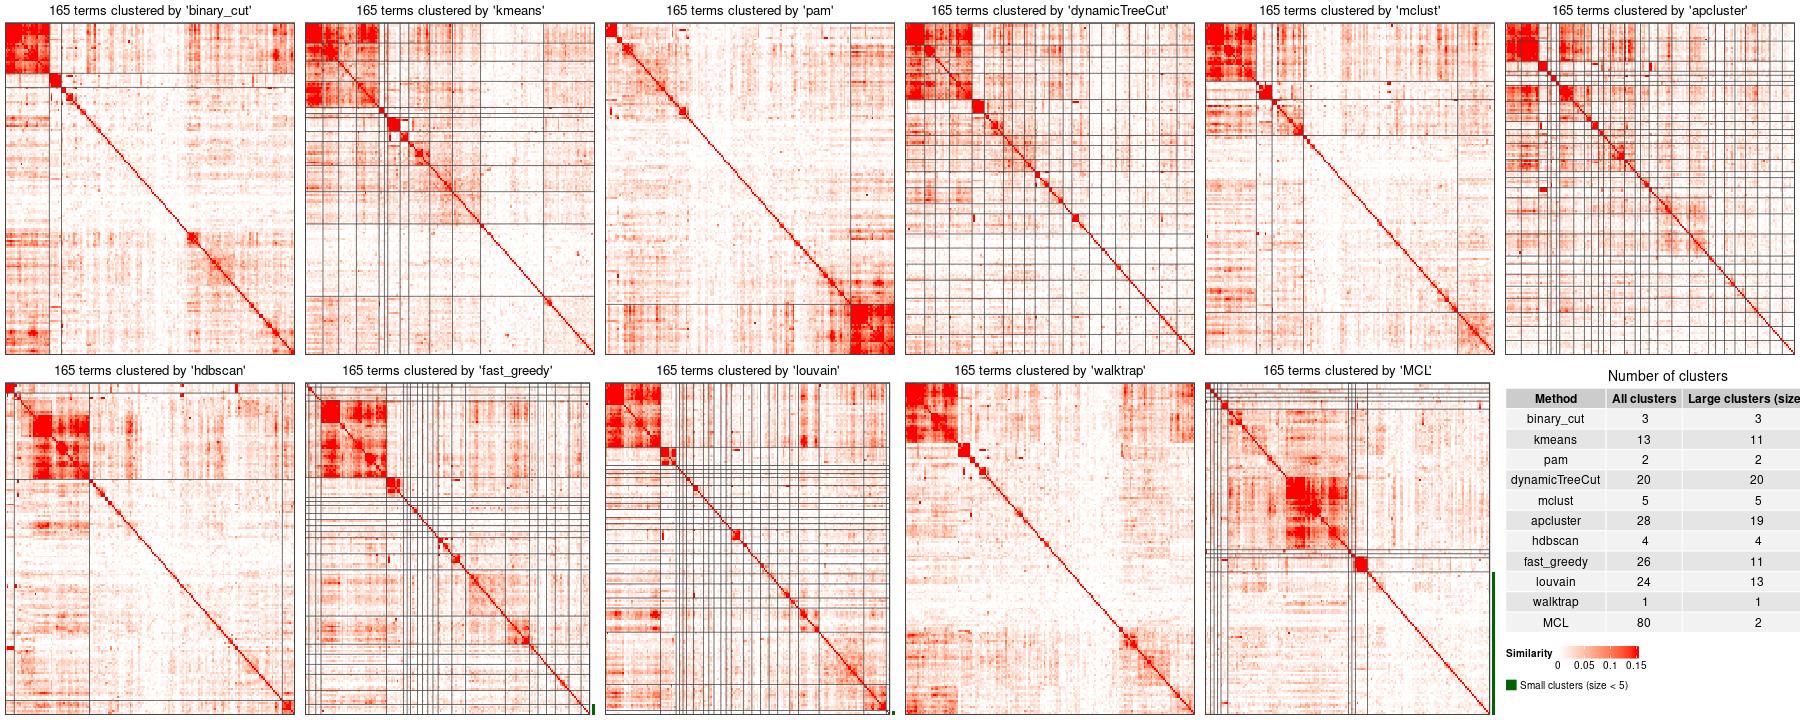 165 terms clustered by 'binary_cut'
165 terms clustered by 'kmeans'
165 terms clustered by 'pam'
165 terms clustered by 'dynamicTreeCut'
165 terms clustered by 'mclust'
165 terms clustered by 'apcluster'
165 terms clustered by 'hdbscan'
165 terms clustered by 'fast_greedy'
165 terms clustered by 'louvain'
165 terms clustered by 'walktrap'
165 terms clustered by 'MCL'
Number of clusters
Method All clusters Large clusters (size
binary_cut 3 3
kmeans 13 11
pam 2 2
dynamicTreeCut 20 20
mclust 5 5
apcluster 28 19
hdbscan 4 4
fast_greedy 26 11
louvain 24 13
walktrap 1 1
MCL 80 2
Similarity
0 0.05 0.1 0.15
Small clusters (size < 5)